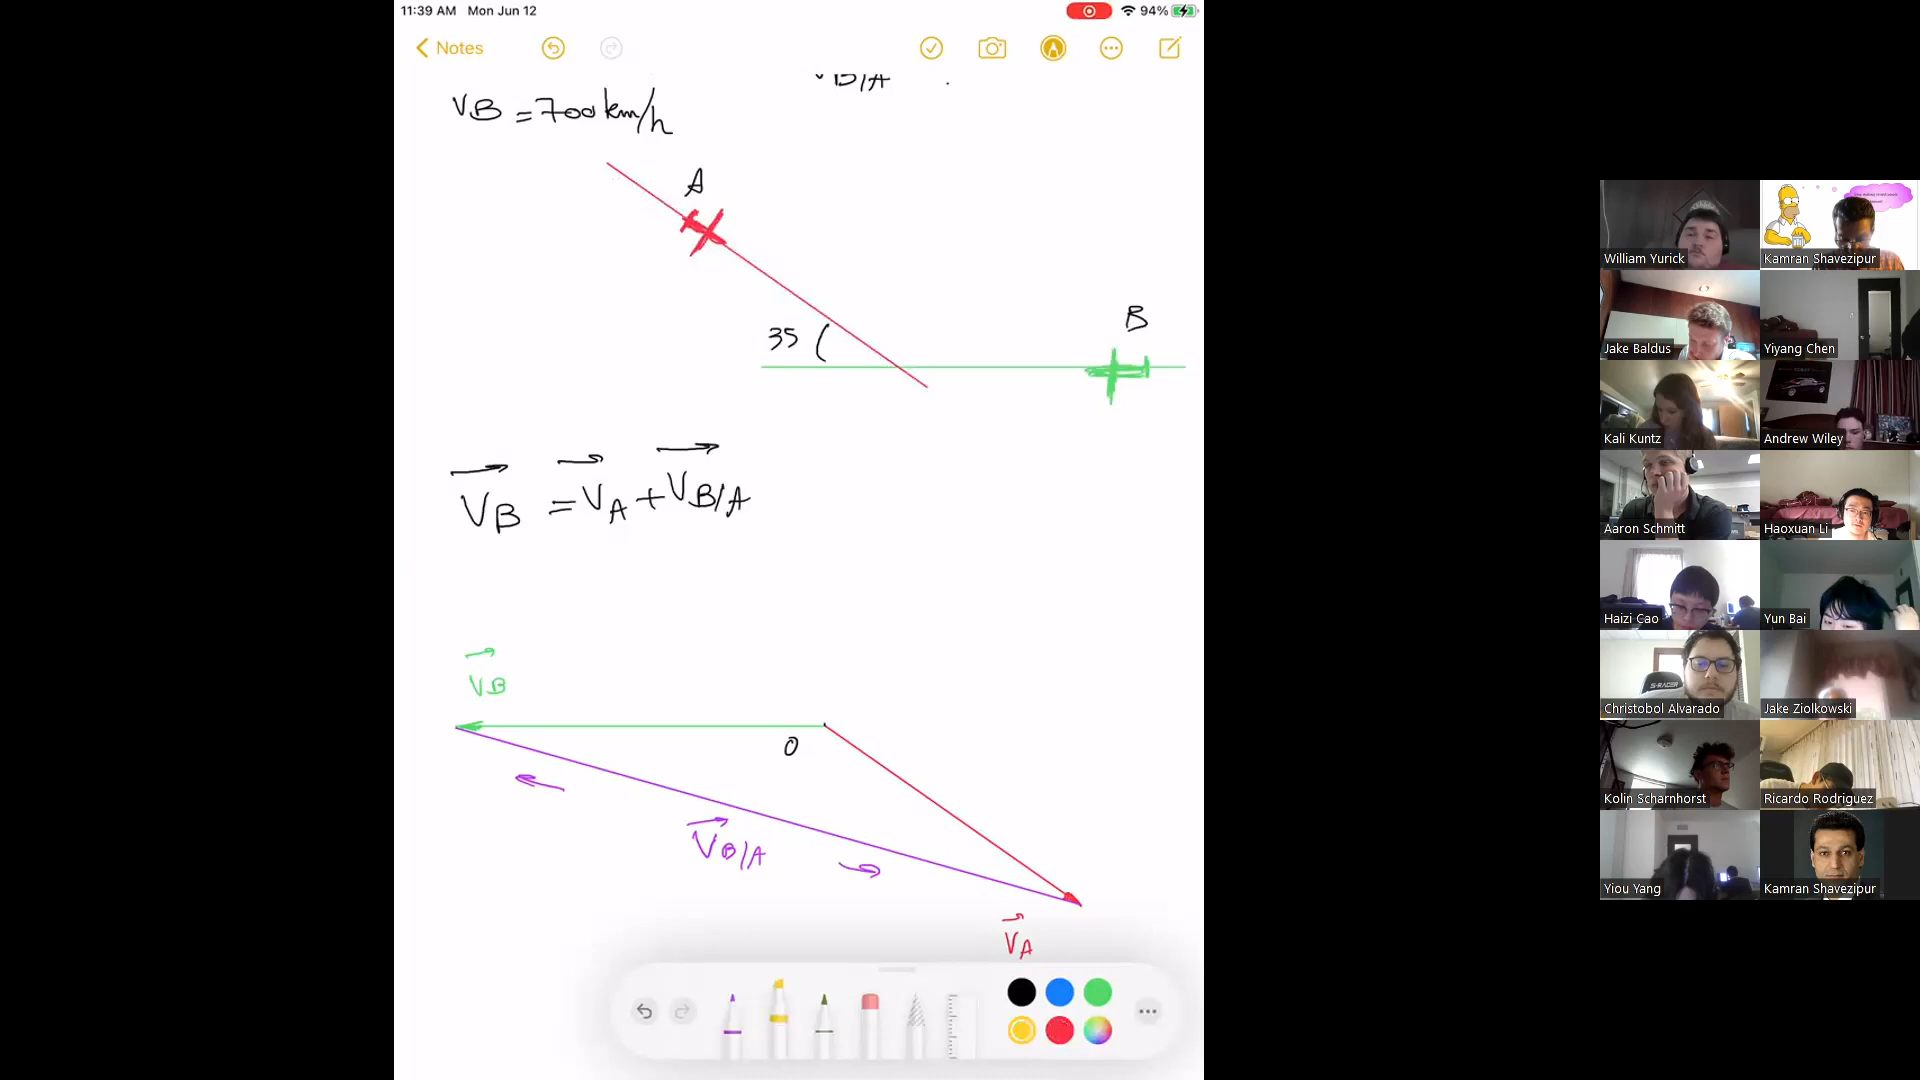 11:39 AM Mon Jun 12
94%
Notes
VB/A
VB = 700 km/h
A
35 (
B
VB = VA + VB/A
VB
O
VB/A
VA
William Yurick
Kamran Shavezipur
Jake Baldus
Yiyang Chen
Kali Kuntz
Andrew Wiley
Aaron Schmitt
Haoxuan Li
Haizi Cao
Yun Bai
S-RACER
Christobol Alvarado
Jake Ziolkowski
Kolin Scharnhorst
Ricardo Rodriguez
Yiou Yang
Kamran Shavezipur